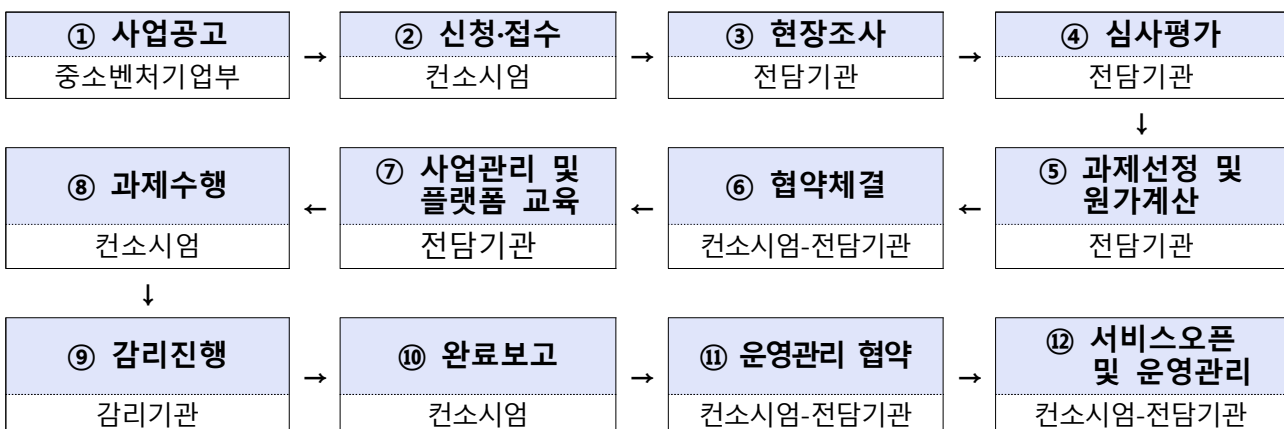 ① 사업공고
중소벤처기업부
→
② 신청·접수
컨소시엄
→
③ 현장조사
전담기관
→
④ 심사평가
전담기관
↓
⑤ 과제선정 및
원가계산
전담기관
←
⑥ 협약체결
컨소시엄-전담기관
←
⑦ 사업관리 및
플랫폼 교육
전담기관
←
⑧ 과제수행
컨소시엄
↓
⑨ 감리진행
감리기관
→
⑩ 완료보고
컨소시엄
→
⑪ 운영관리 협약
컨소시엄-전담기관
→
⑫ 서비스오픈
및 운영관리
컨소시엄-전담기관